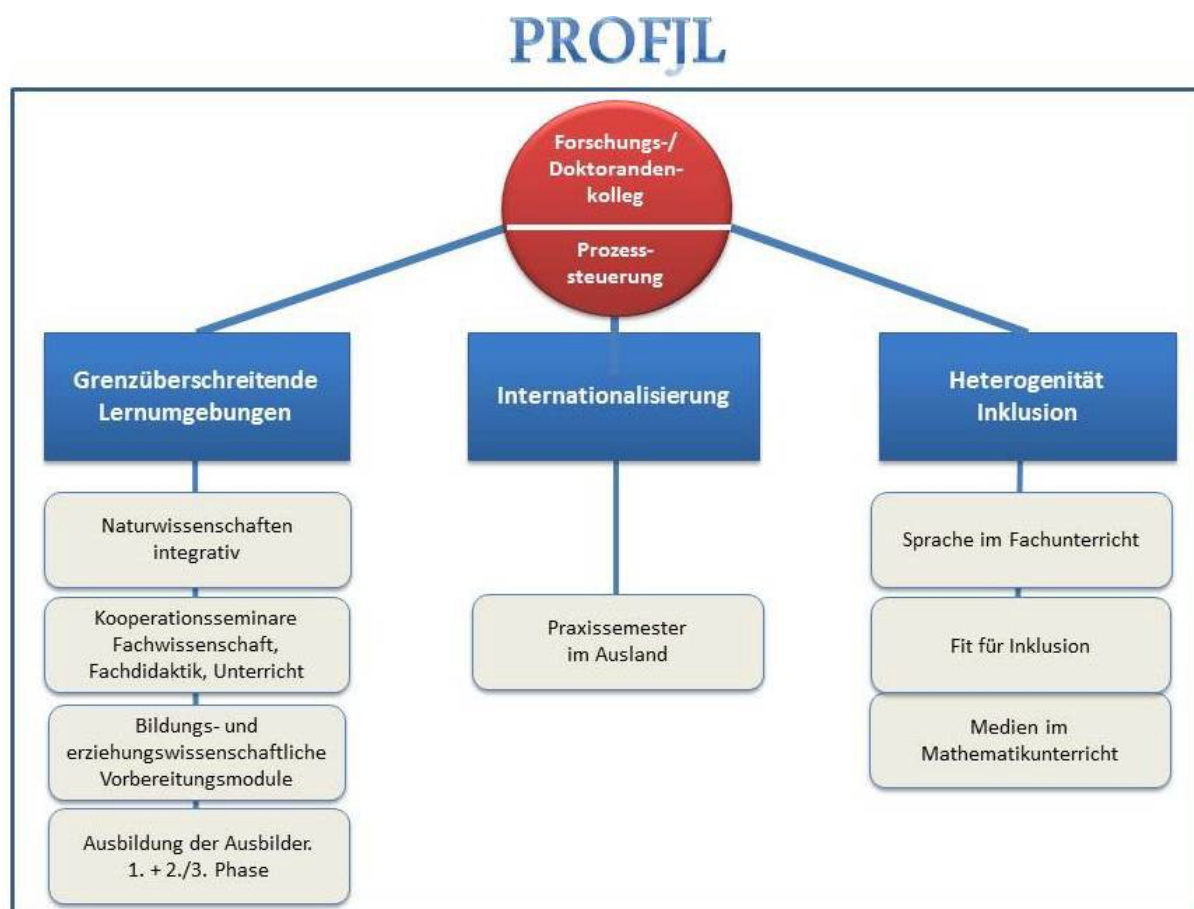 PROFJL
Forschungs-/
Doktoranden-
kolleg
Prozess-
steuerung
Grenzüberschreitende
Lernumgebungen
Internationalisierung
Heterogenität
Inklusion
Naturwissenschaften
integrativ
Kooperationsseminare
Fachwissenschaft,
Fachdidaktik, Unterricht
Bildungs- und
erziehungswissenschaftliche
Vorbereitungsmodule
Ausbildung der Ausbilder.
1. + 2./3. Phase
Praxissemester
im Ausland
Sprache im Fachunterricht
Fit für Inklusion
Medien im
Mathematikunterricht